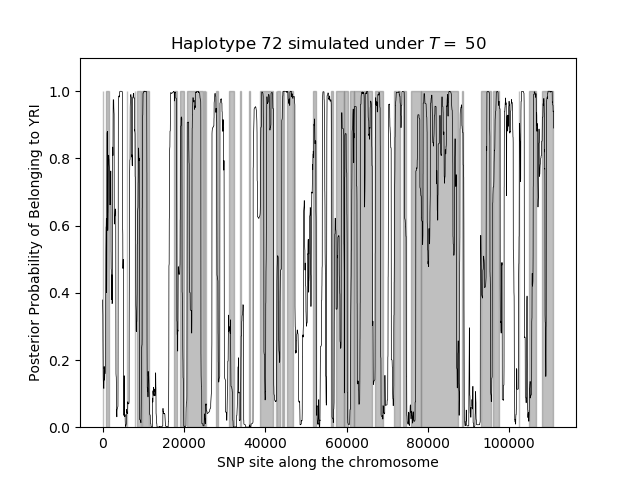 Haplotype 72 simulated under T = 50
Posterior Probability of Belonging to YRI
1.0
0.8
0.6
0.4
0.2
0.0
0 20000 40000 60000 80000 100000
SNP site along the chromosome